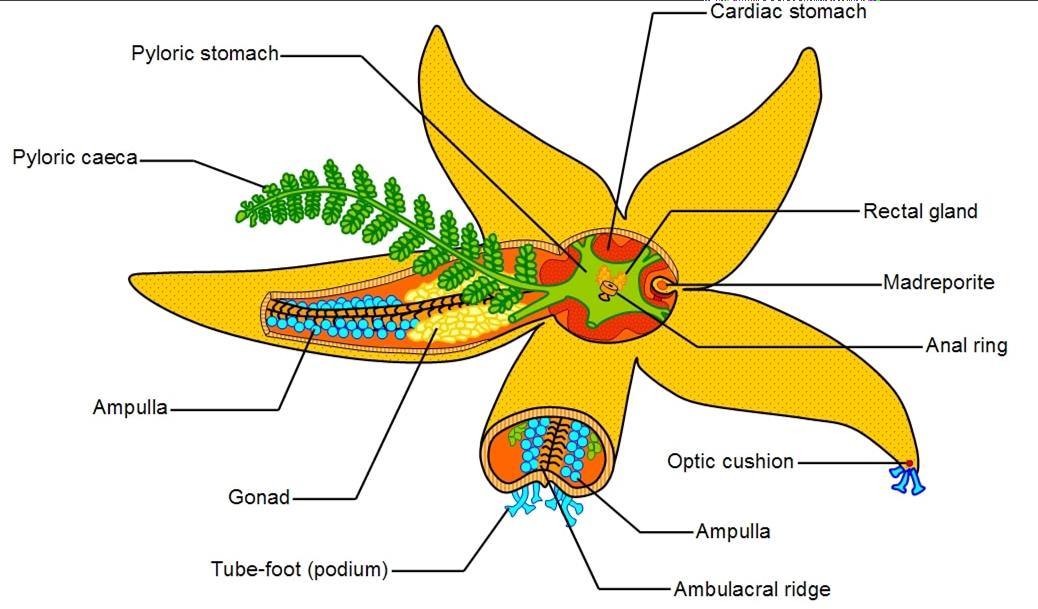 Cardiac stomach
Pyloric stomach
Pyloric caeca
Rectal gland
Madreporite
Anal ring
Ampulla
Optic cushion
Gonad
Ampulla
Tube-foot (podium)
Ambulacral ridge